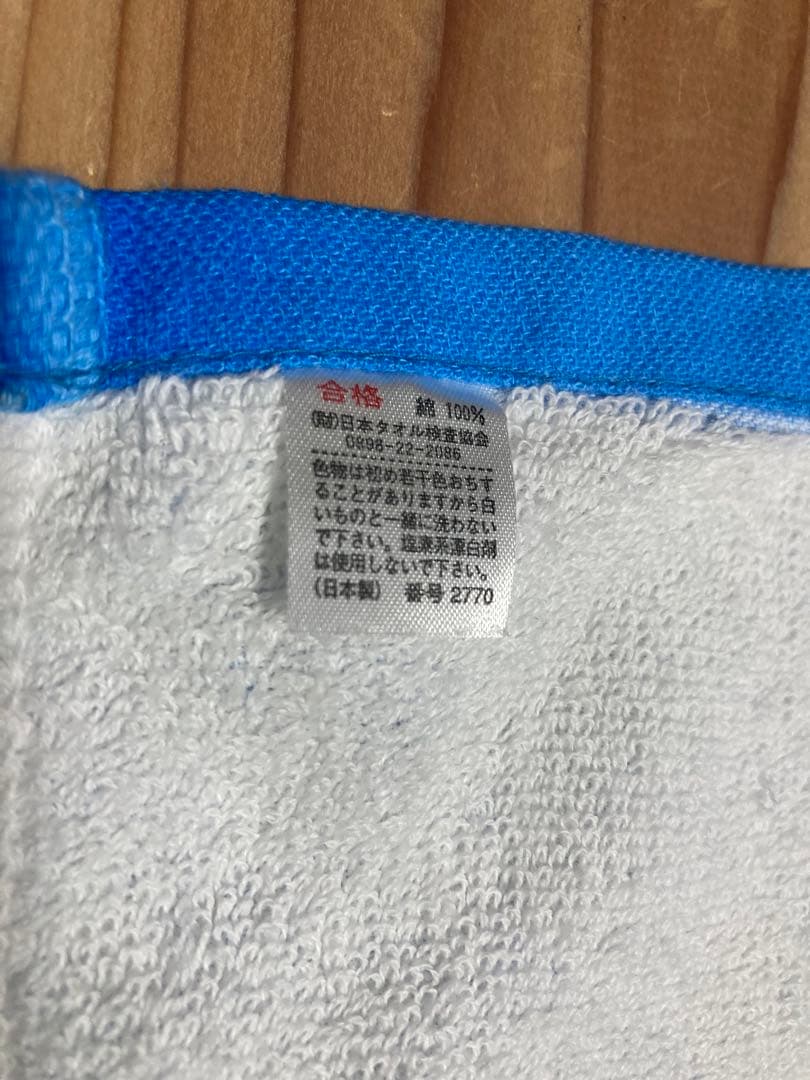 合格 綿 100%
(財)日本タオル検査協会
0898-22-2086
色物は初め若干色おちす
ることがありますから白
いものと一緒に洗わない
で下さい。塩素系漂白剤
は使用しないで下さい。
(日本製) 番号 2770